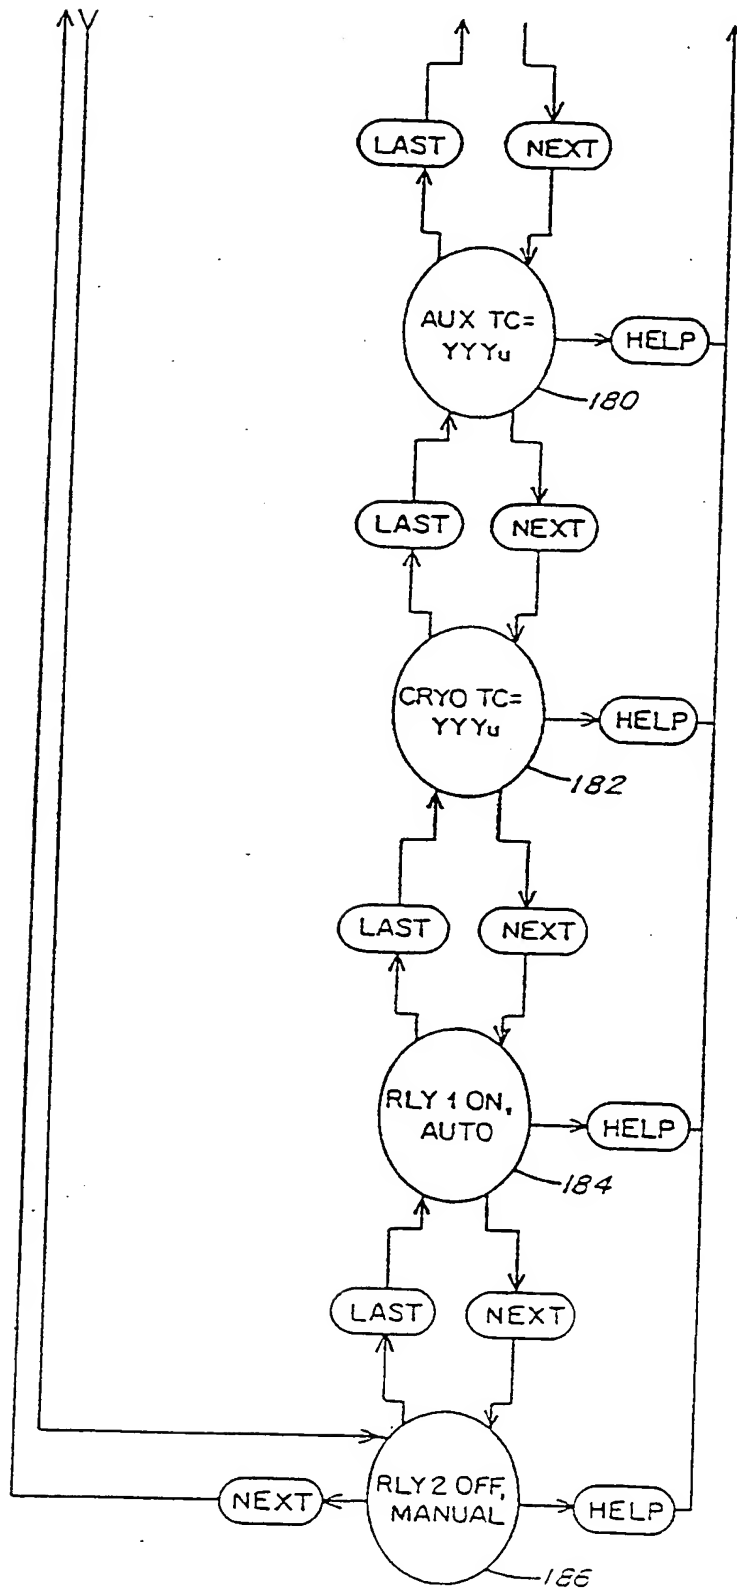 LAST
NEXT
AUX TC=
YYYu
HELP
180
LAST
NEXT
CRYO TC=
YYYu
HELP
182
LAST
NEXT
RLY 1 ON,
AUTO
HELP
184
LAST
NEXT
RLY 2 OFF,
MANUAL
NEXT
HELP
186